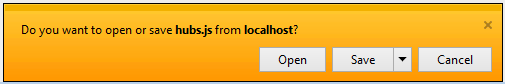 Do you want to open or save hubs.js from localhost?
Open Save Cancel